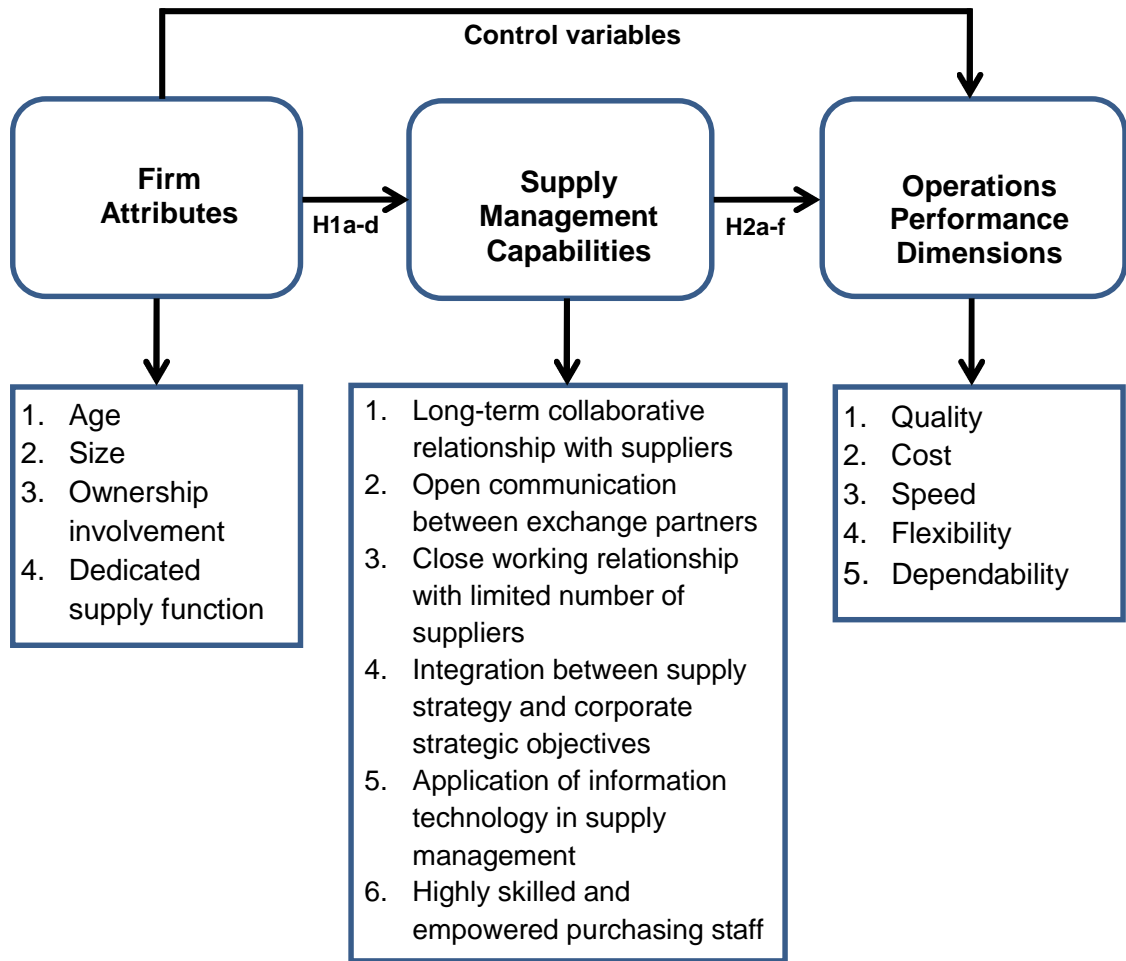 Control variables
Firm
Attributes
H1a-d
Supply
Management
Capabilities
H2a-f
Operations
Performance
Dimensions
1. Age
2. Size
3. Ownership
involvement
4. Dedicated
supply function
1. Long-term collaborative
relationship with suppliers
2. Open communication
between exchange partners
3. Close working relationship
with limited number of
suppliers
4. Integration between supply
strategy and corporate
strategic objectives
5. Application of information
technology in supply
management
6. Highly skilled and
empowered purchasing staff
1. Quality
2. Cost
3. Speed
4. Flexibility
5. Dependability